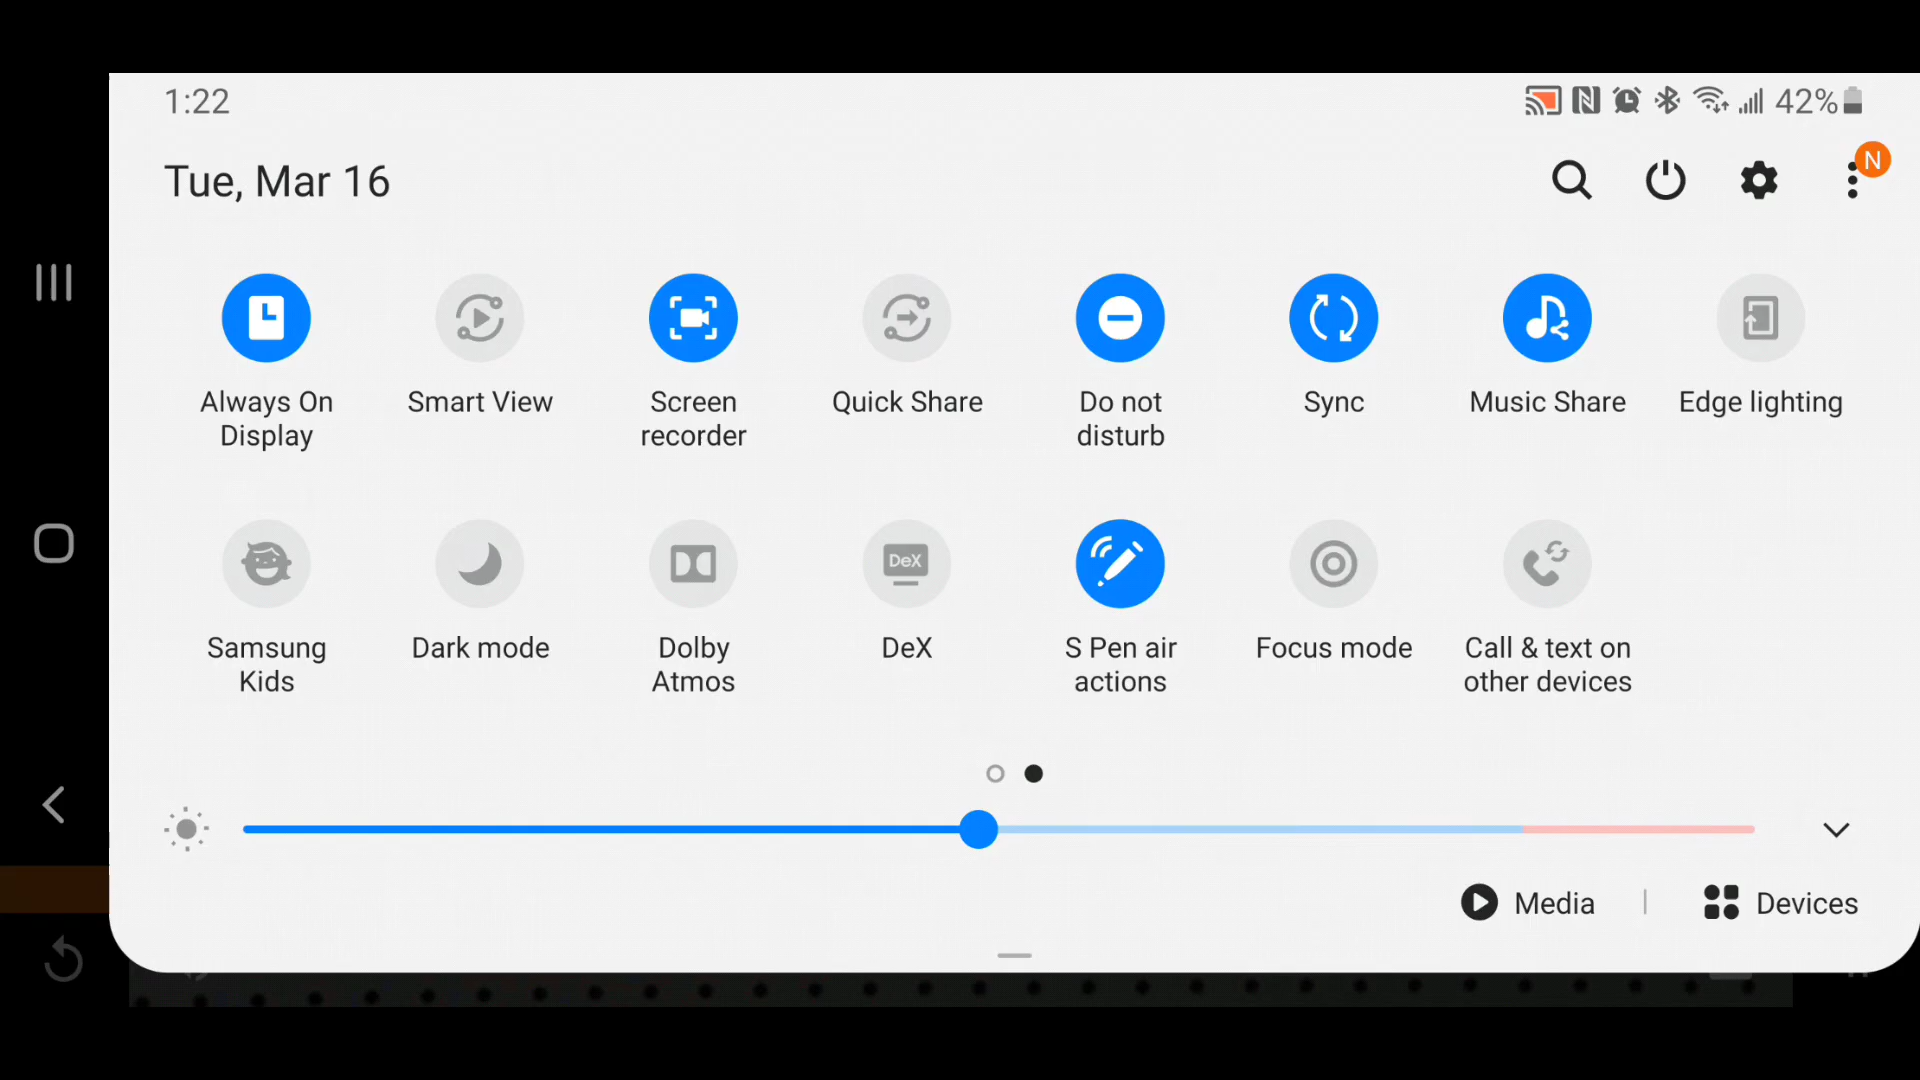 1:22
42%
Tue, Mar 16
N
Always On
Display
Smart View
Screen
recorder
Quick Share
Do not
disturb
Sync
Music Share
Edge lighting
Samsung
Kids
Dark mode
Dolby
Atmos
DeX
DeX
S Pen air
actions
Focus mode
Call & text on
other devices
Media
Devices